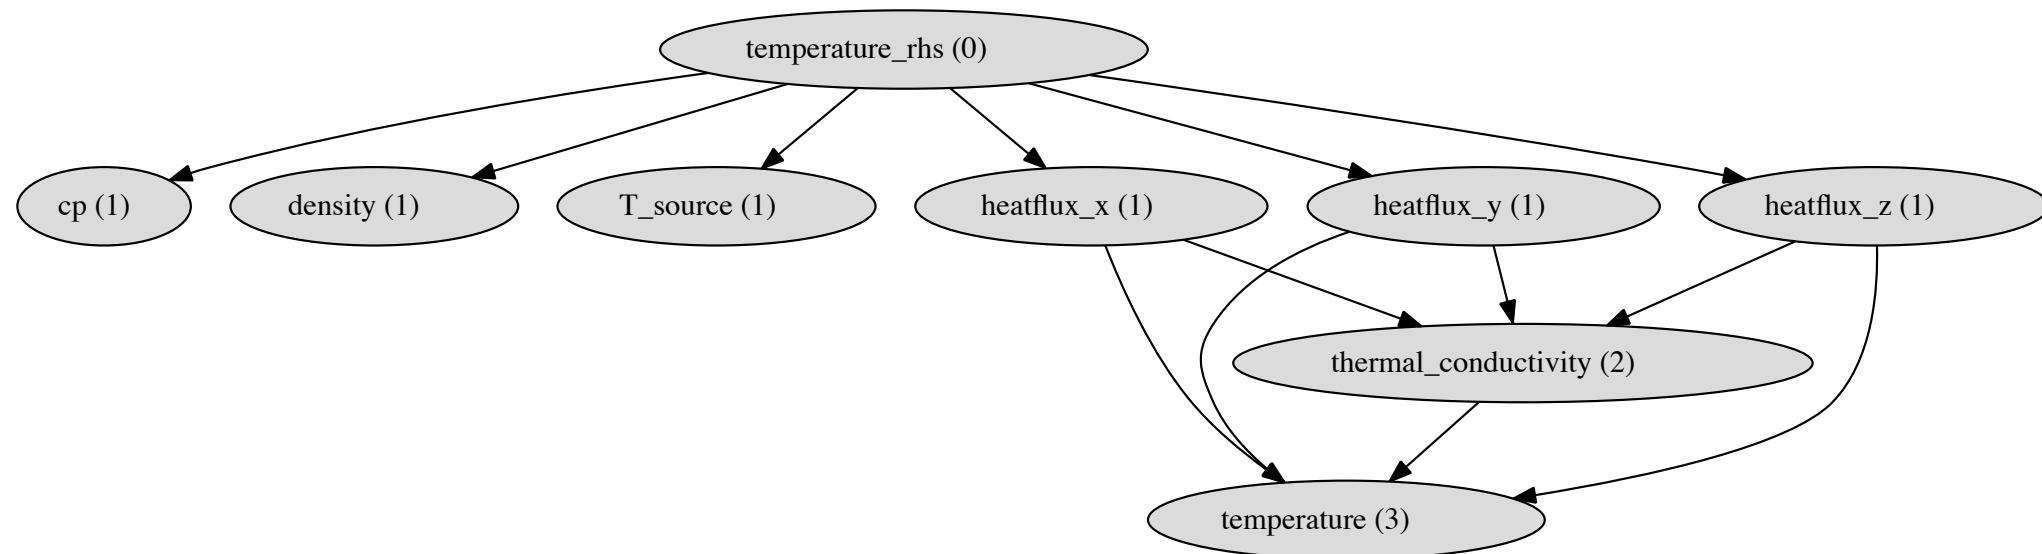 temperature_rhs (0)
cp (1)
density (1)
T_source (1)
heatflux_x (1)
heatflux_y (1)
heatflux_z (1)
thermal_conductivity (2)
temperature (3)